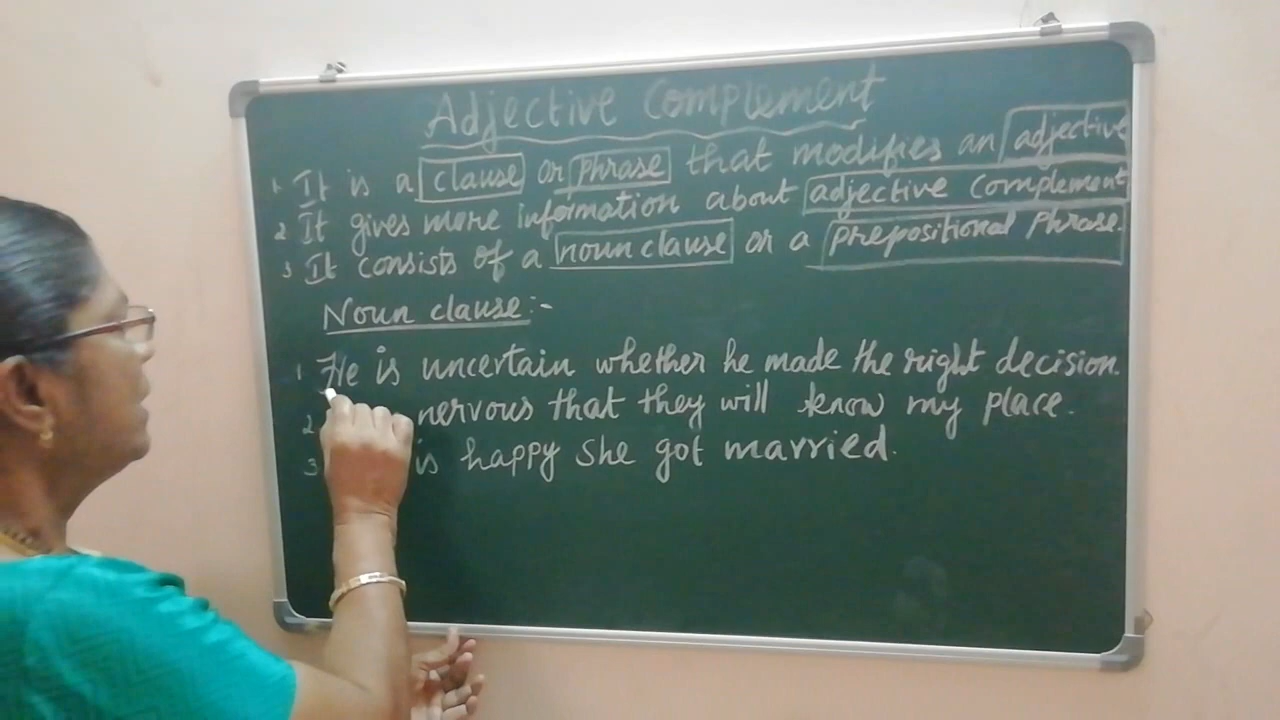 Adjective Complement
1. It is a clause or phrase that modifies an adjective
2 It gives more information about adjective complement
3 It consists of a noun clause or a prepositional phrase.
Noun clause:-
1 He is uncertain whether he made the right decision.
2 nervous that they will know my place.
3 is happy she got married.